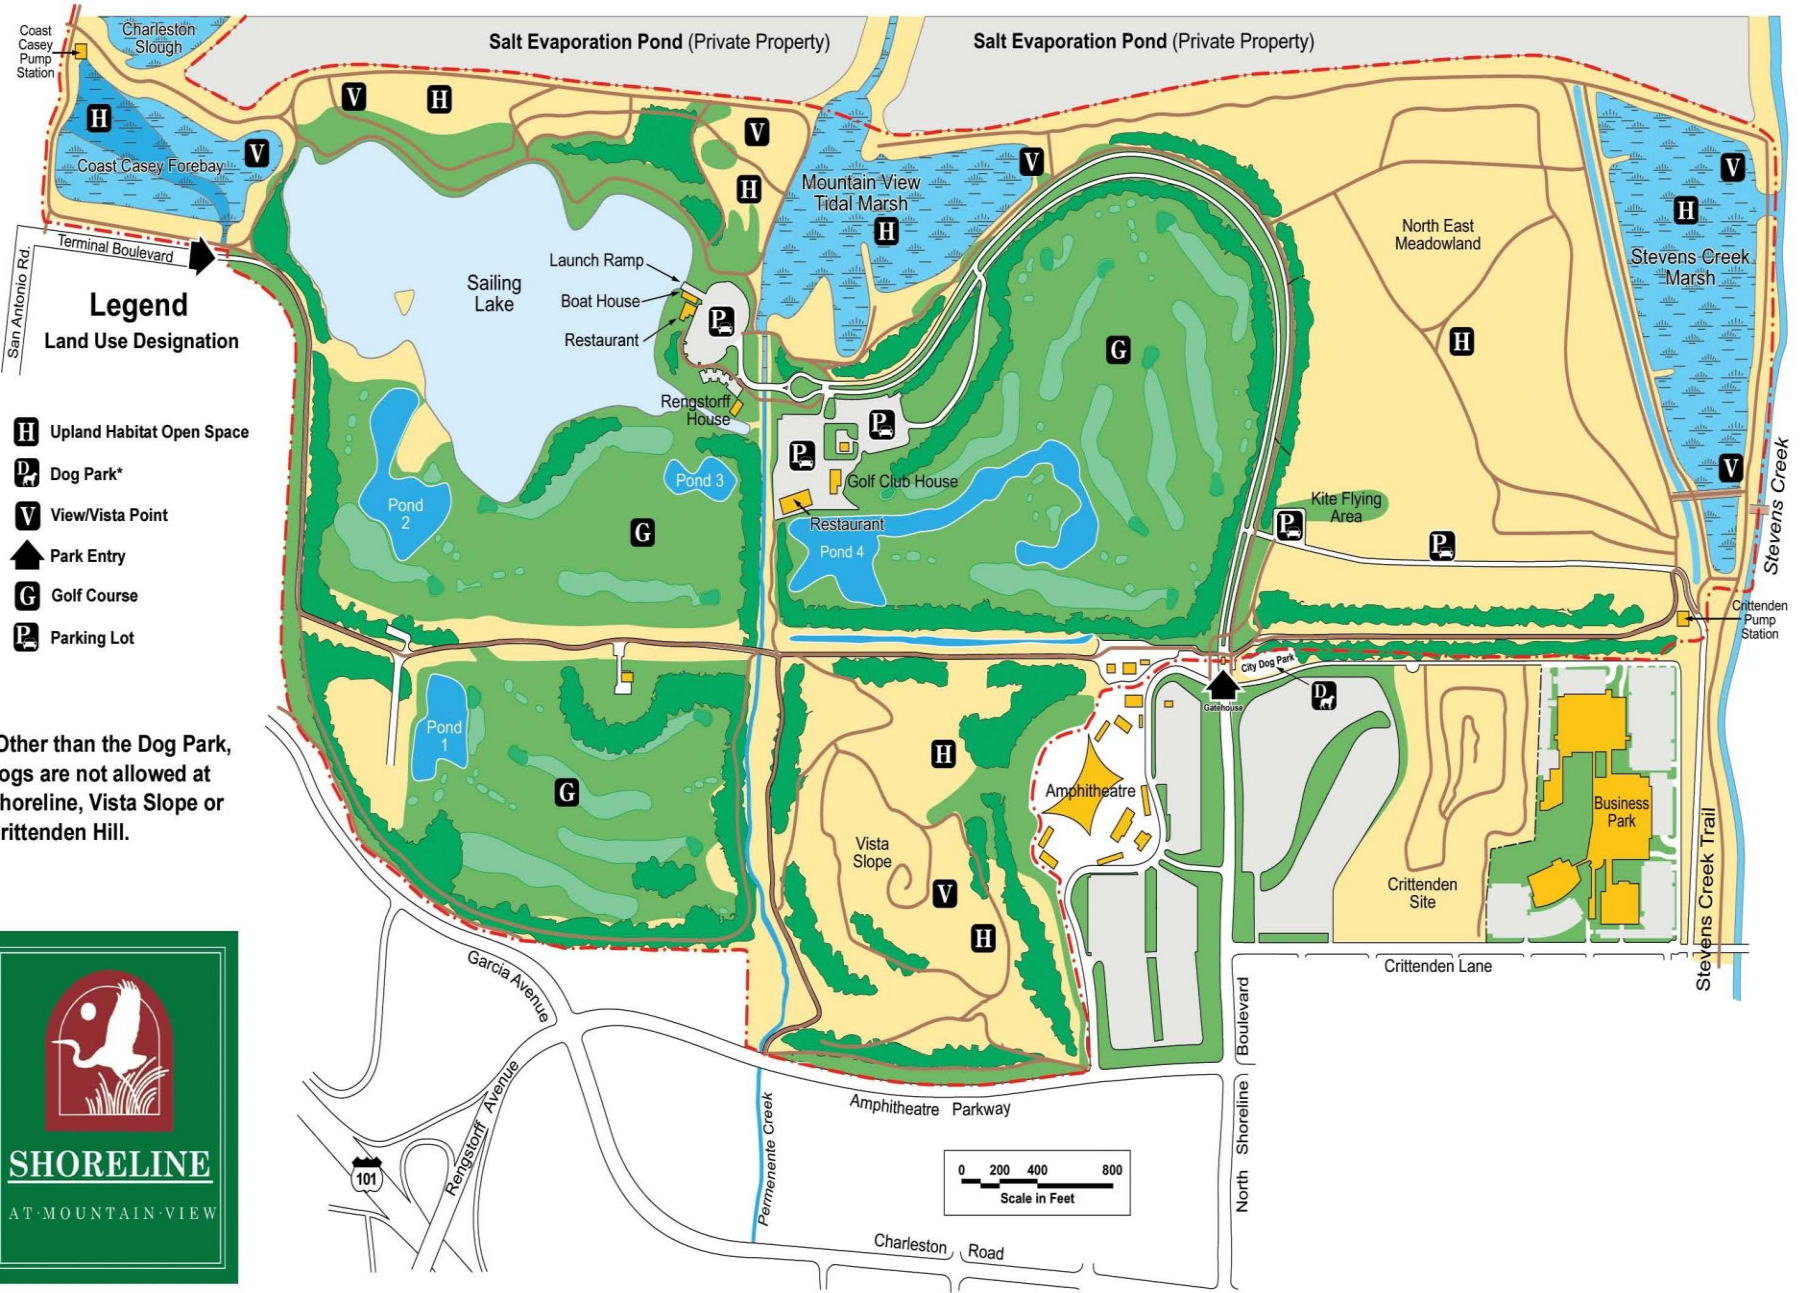 Coast
Casey
Pump
Station
Charleston
Slough
Salt Evaporation Pond (Private Property)
Salt Evaporation Pond (Private Property)
H
V
H
V
V
H
V
H
Coast Casey Forebay
Mountain View
Tidal Marsh
H
V
North East
Meadowland
H
V
H
Stevens Creek
Marsh
V
Stevens Creek
San Antonio Rd.
Terminal Boulevard
Sailing
Lake
Launch Ramp
Boat House
Restaurant
P
Rengstorff
House
P
P
G
Golf Club House
Restaurant
Pond
2
Pond 3
G
Pond 4
Kite Flying
Area
P
P
Crittenden
Pump
Station
Legend
Land Use Designation
H Upland Habitat Open Space
D Dog Park*
V View/Vista Point
Park Entry
G Golf Course
P Parking Lot
Other than the Dog Park,
ogs are not allowed at
horeline, Vista Slope or
rittenden Hill.
Pond
1
G
H
Vista
Slope
V
H
Amphitheatre
City Dog Park
D
Gatehouse
Crittenden
Site
Business
Park
Stevens Creek Trail
Crittenden Lane
Garcia Avenue
Rengstorff Avenue
101
Permenente Creek
Amphitheatre Parkway
North Shoreline Boulevard
0 200 400 800
Scale in Feet
Charleston Road
SHORELINE
AT·MOUNTAIN·VIEW